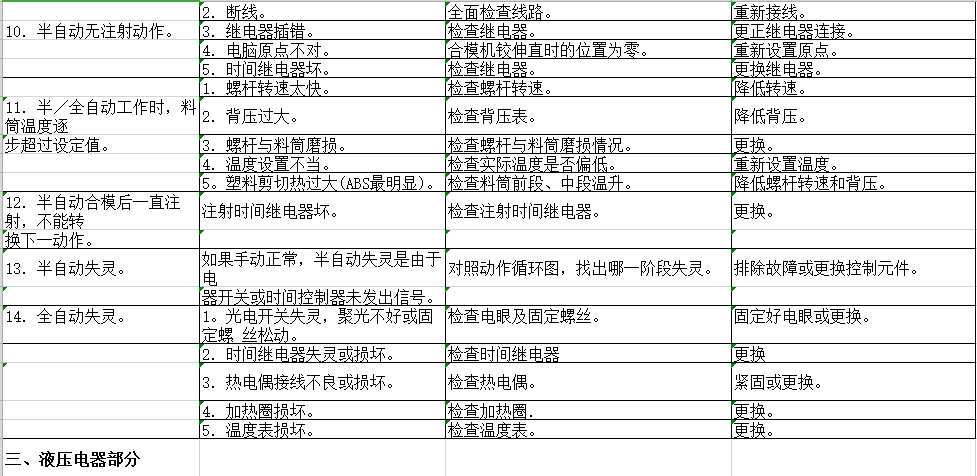 2. 断线。 全面检查线路。 重新接线。
10. 半自动无注射动作。 3. 继电器插错。 检查继电器。 更正继电器连接。
4. 电脑原点不对。 合模机铰伸直时的位置为零。 重新设置原点。
5. 时间继电器坏。 检查继电器。 更换继电器。
1. 螺杆转速太快。 检查螺杆转速。 降低转速。
11. 半／全自动工作时，料
筒温度逐 2. 背压过大。 检查背压表。 降低背压。
步超过设定值。 3. 螺杆与料筒磨损。 检查螺杆与料筒磨损情况。 更换。
4. 温度设置不当。 检查实际温度是否偏低。 重新设置温度。
5。塑料剪切热过大(ABS最明显)。 检查料筒前段、中段温升。 降低螺杆转速和背压。
12. 半自动合模后一直注
射，不能转 注射时间继电器坏。 检查注射时间继电器。 更换。
换下一动作。
13. 半自动失灵。 如果手动正常，半自动失灵是由于
电 对照动作循环图，找出哪一阶段失灵。 排除故障或更换控制元件。
器开关或时间控制器未发出信号。
14. 全自动失灵。 1。光电开关失灵，聚光不好或固
定螺 丝松动。 检查电眼及固定螺丝。 固定好电眼或更换。
2. 时间继电器失灵或损坏。 检查时间继电器 更换
3. 热电偶接线不良或损坏。 检查热电偶。 紧固或更换。
4. 加热圈损坏。 检查加热圈. 更换。
5. 温度表损坏。 检查温度表。 更换。
三、液压电器部分